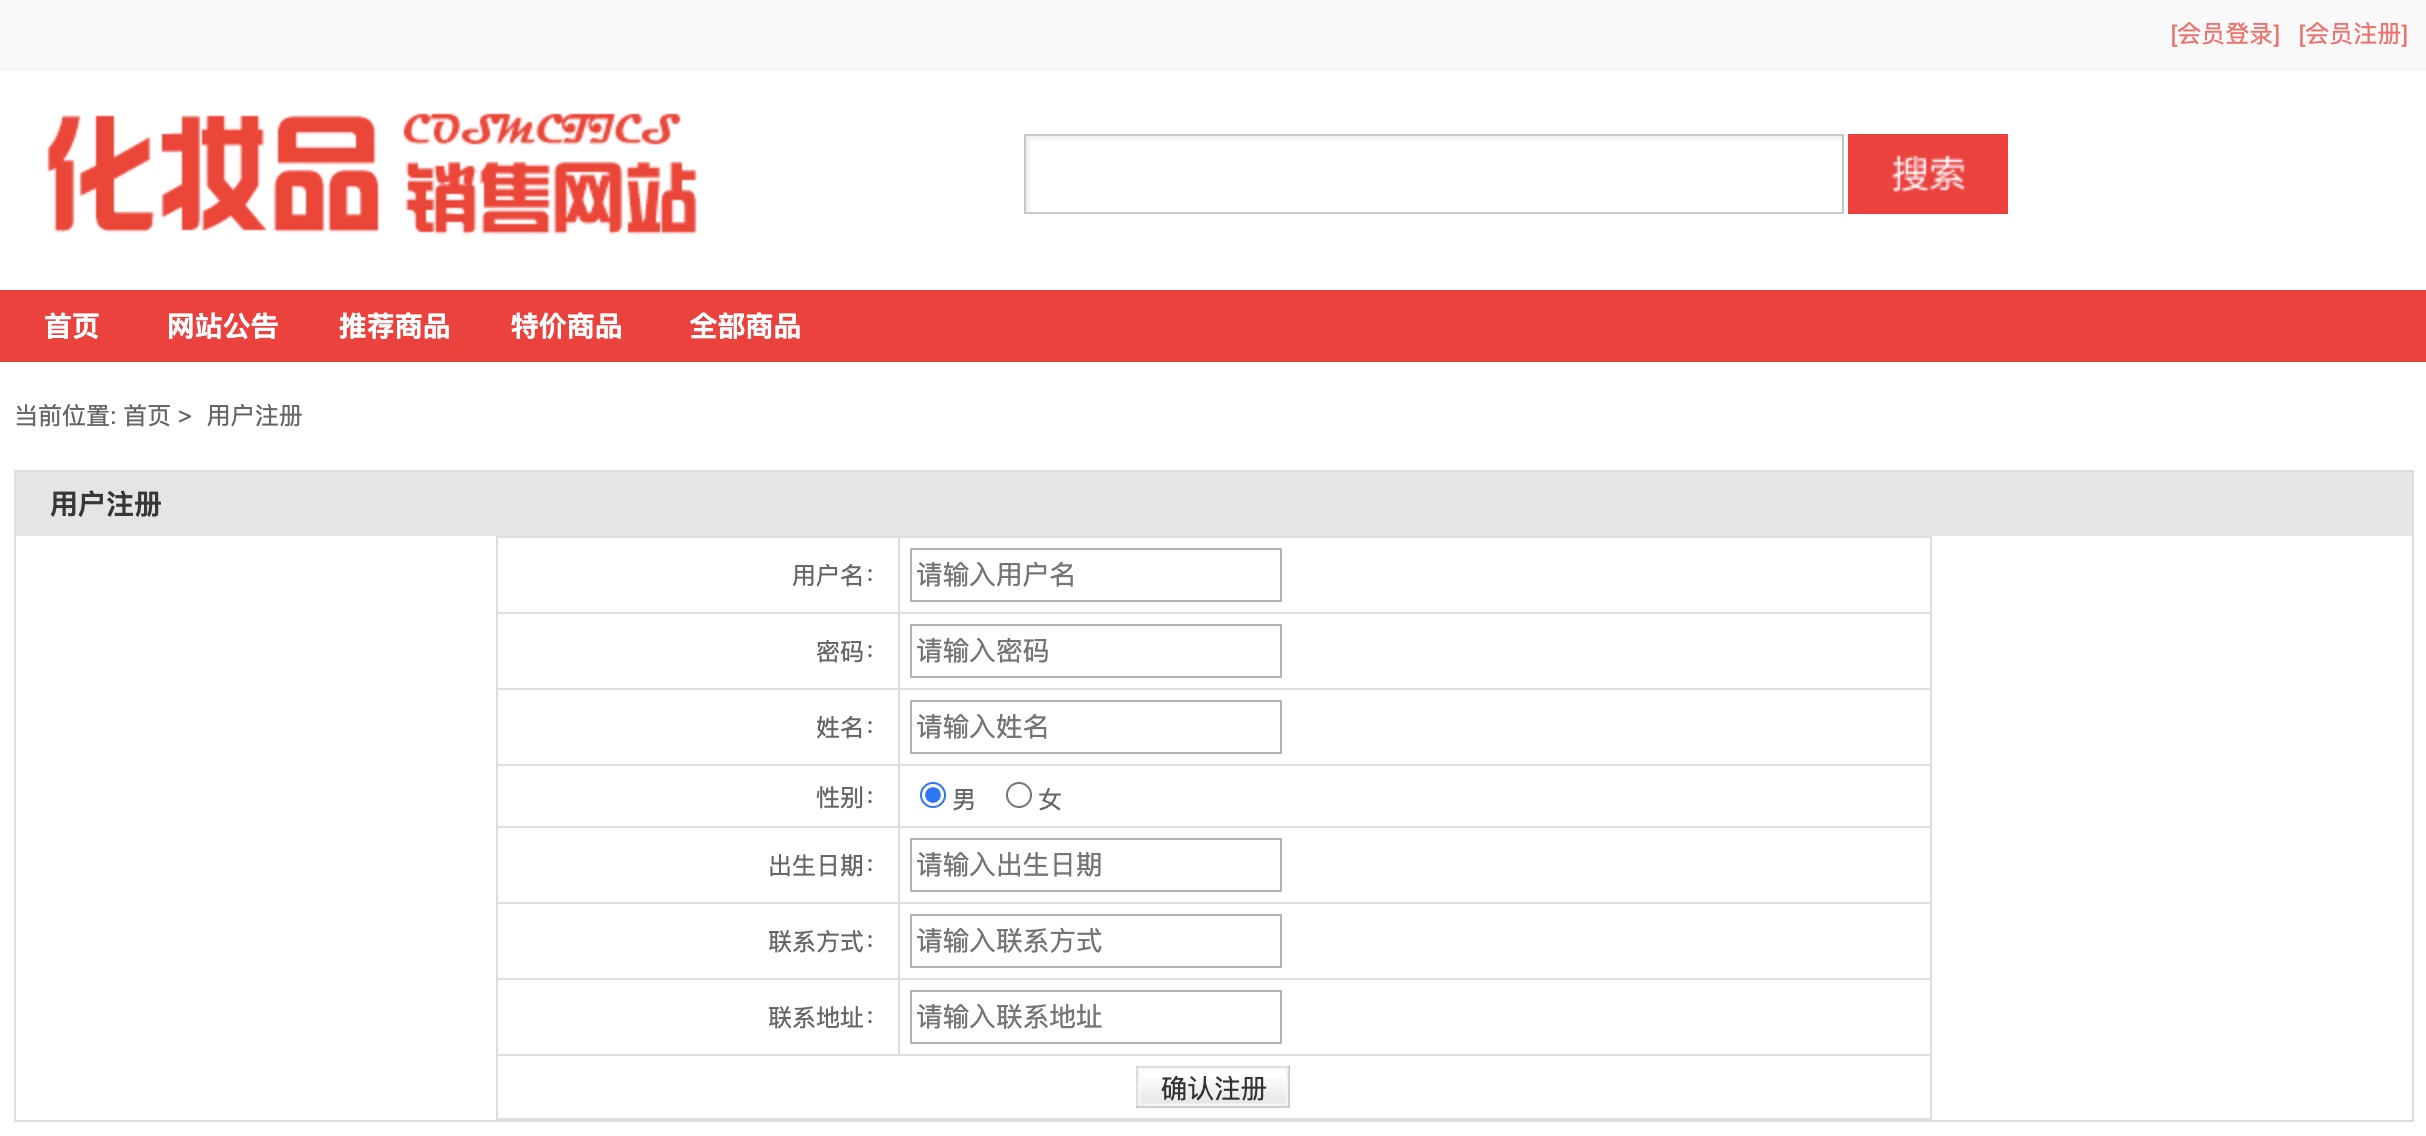 [会员登录] [会员注册]
化妆品 COSMCTICS
销售网站
搜索
首页 网站公告 推荐商品 特价商品 全部商品
当前位置: 首页 > 用户注册
用户注册
用户名： 请输入用户名
密码： 请输入密码
姓名： 请输入姓名
性别： 男 女
出生日期： 请输入出生日期
联系方式： 请输入联系方式
联系地址： 请输入联系地址
确认注册